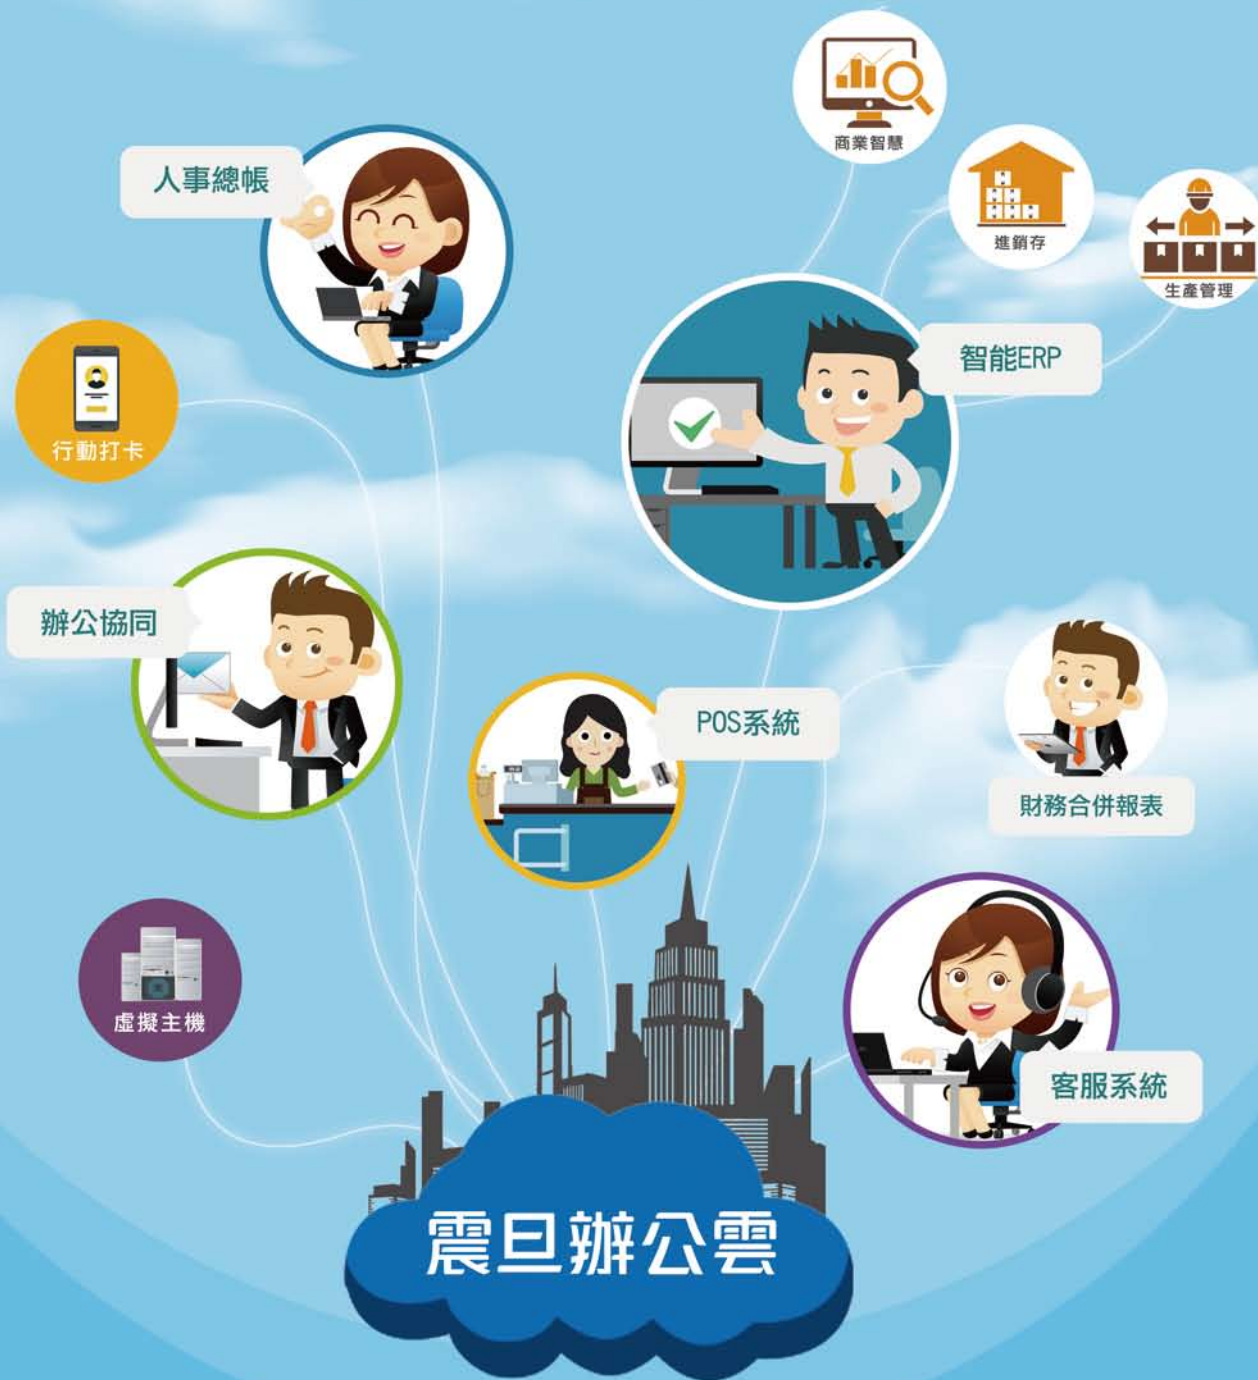 商業智慧
人事總帳
進銷存
生產管理
智能ERP
行動打卡
辦公協同
POS系統
財務合併報表
虛擬主機
客服系統
震旦辦公雲